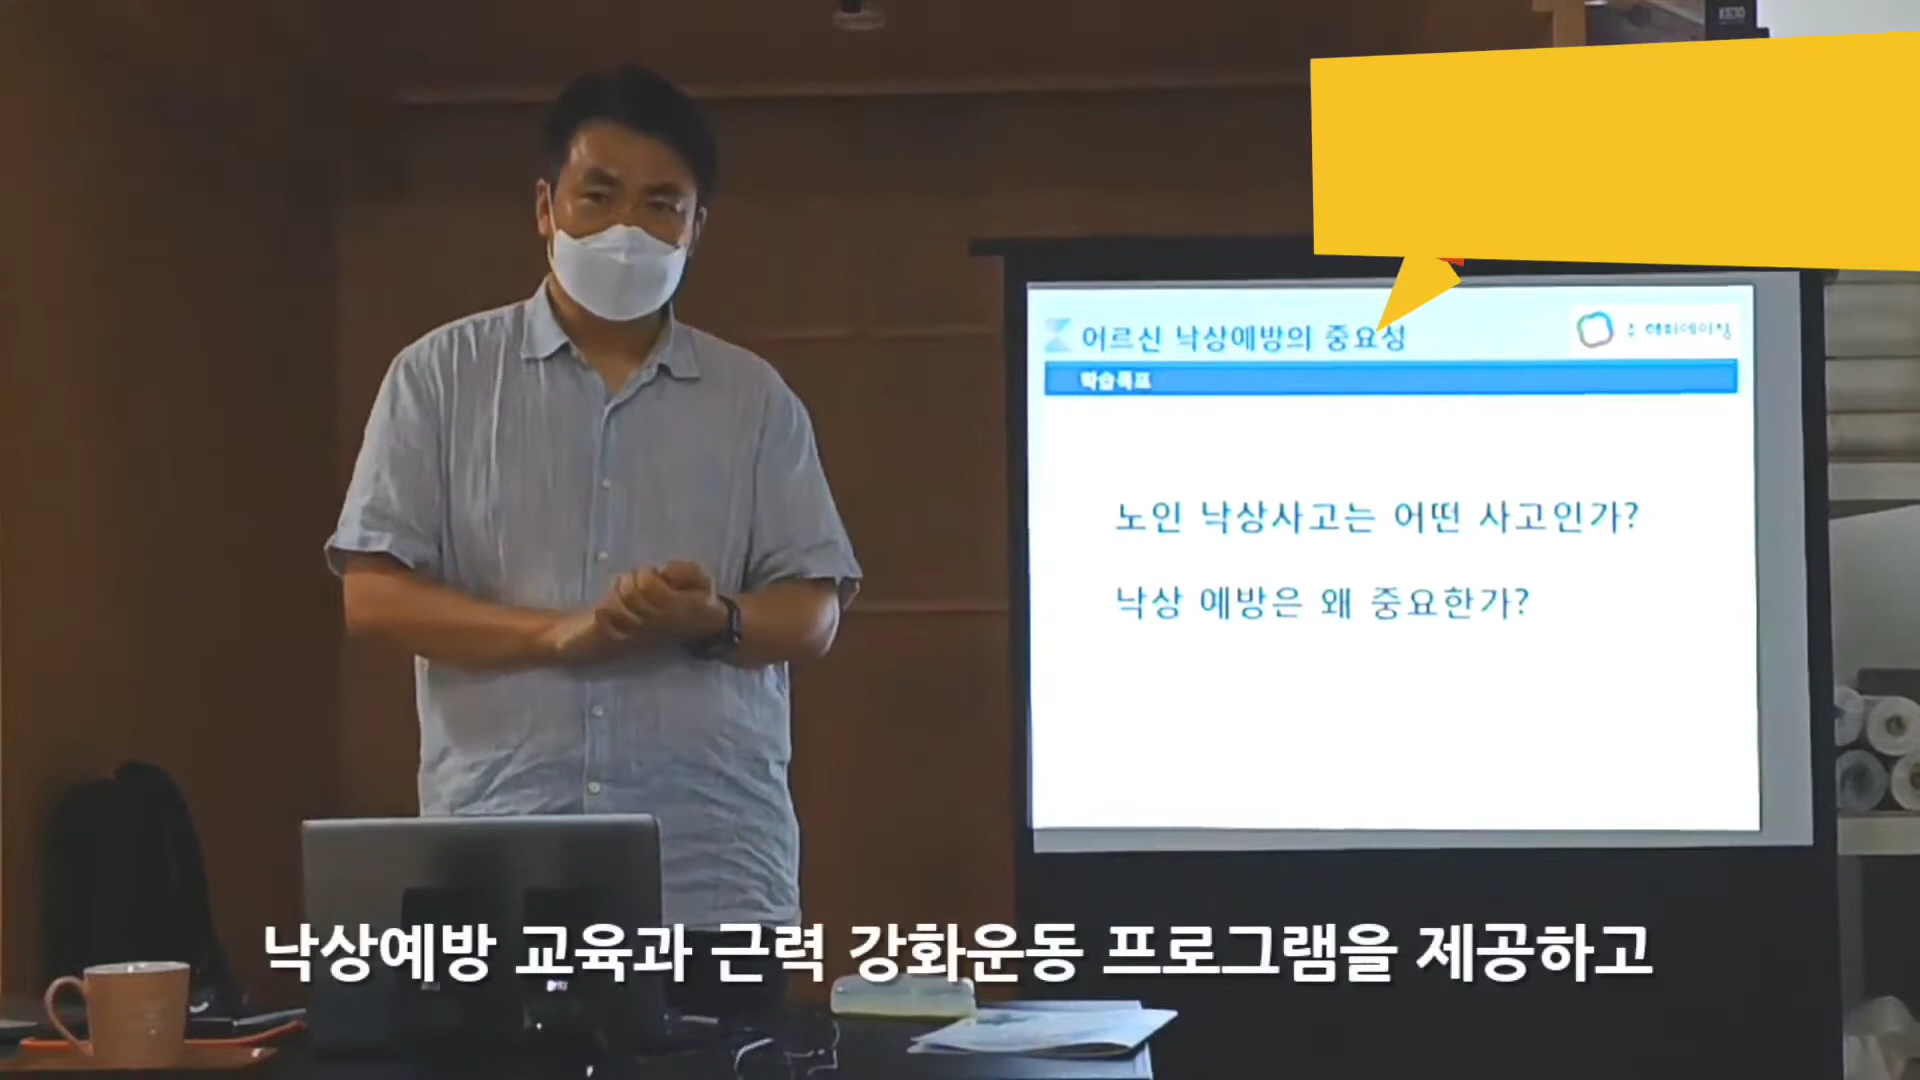 어르신 낙상예방의 중요성
학습목표
노인 낙상사고는 어떤 사고인가?
낙상 예방은 왜 중요한가?
낙상예방 교육과 근력 강화운동 프로그램을 제공하고